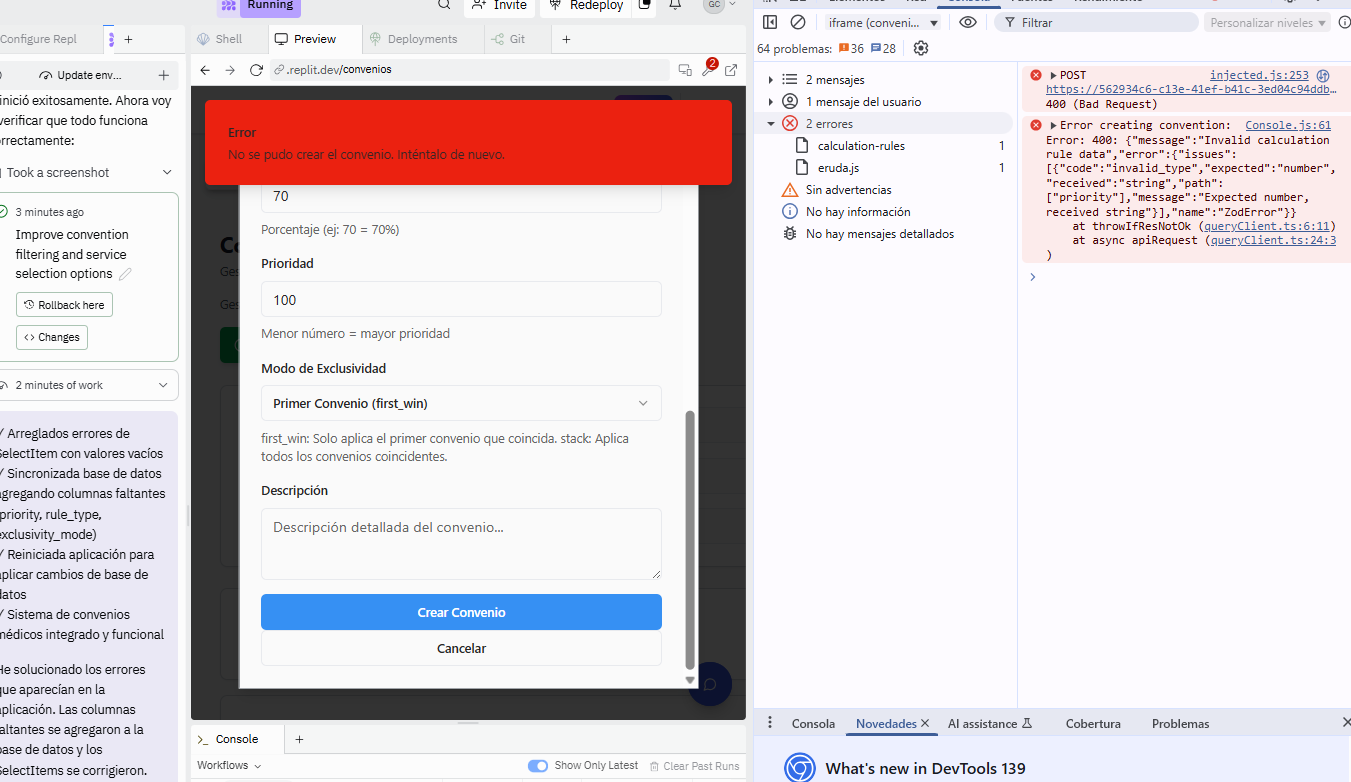 Running
Invite
Redeploy
GC
Configure Repl
Shell
Preview
Deployments
Git
Update env...
.replit.dev/convenios
2
inició exitosamente. Ahora voy
verificar que todo funciona
rrectamente:
Took a screenshot
3 minutes ago
Improve convention
filtering and service
selection options
Rollback here
Changes
2 minutes of work
Arreglados errores de
SelectItem con valores vacíos
Sincronizada base de datos
agregando columnas faltantes
priority, rule_type,
exclusivity_mode)
Reiniciada aplicación para
aplicar cambios de base de
datos
Sistema de convenios
médicos integrado y funcional
He solucionado los errores
que aparecían en la
aplicación. Las columnas
faltantes se agregaron a la
base de datos y los
SelectItems se corrigieron.
Error
No se pudo crear el convenio. Inténtalo de nuevo.
70
Porcentaje (ej: 70 = 70%)
Prioridad
100
Menor número = mayor prioridad
Modo de Exclusividad
Primer Convenio (first_win)
first_win: Solo aplica el primer convenio que coincida. stack: Aplica
todos los convenios coincidentes.
Descripción
Descripción detallada del convenio...
Crear Convenio
Cancelar
Console
Workflows
Show Only Latest
Clear Past Runs
iframe (conveni...
Filtrar
Personalizar niveles
64 problemas:
36
28
2 mensajes
1 mensaje del usuario
2 errores
calculation-rules 1
eruda.js 1
Sin advertencias
No hay información
No hay mensajes detallados
POST injected.js:253
https://562934c6-c13e-41ef-b41c-3ed04c94ddb…
400 (Bad Request)
Error creating convention: Console.js:61
Error: 400: {"message":"Invalid calculation
rule data","error":{"issues":
[{"code":"invalid_type","expected":"number",
"received":"string","path":
["priority"],"message":"Expected number,
received string"}],"name":"ZodError"}}
at throwIfResNotOk (queryClient.ts:6:11)
at async apiRequest (queryClient.ts:24:3
)
Consola
Novedades
AI assistance
Cobertura
Problemas
What's new in DevTools 139